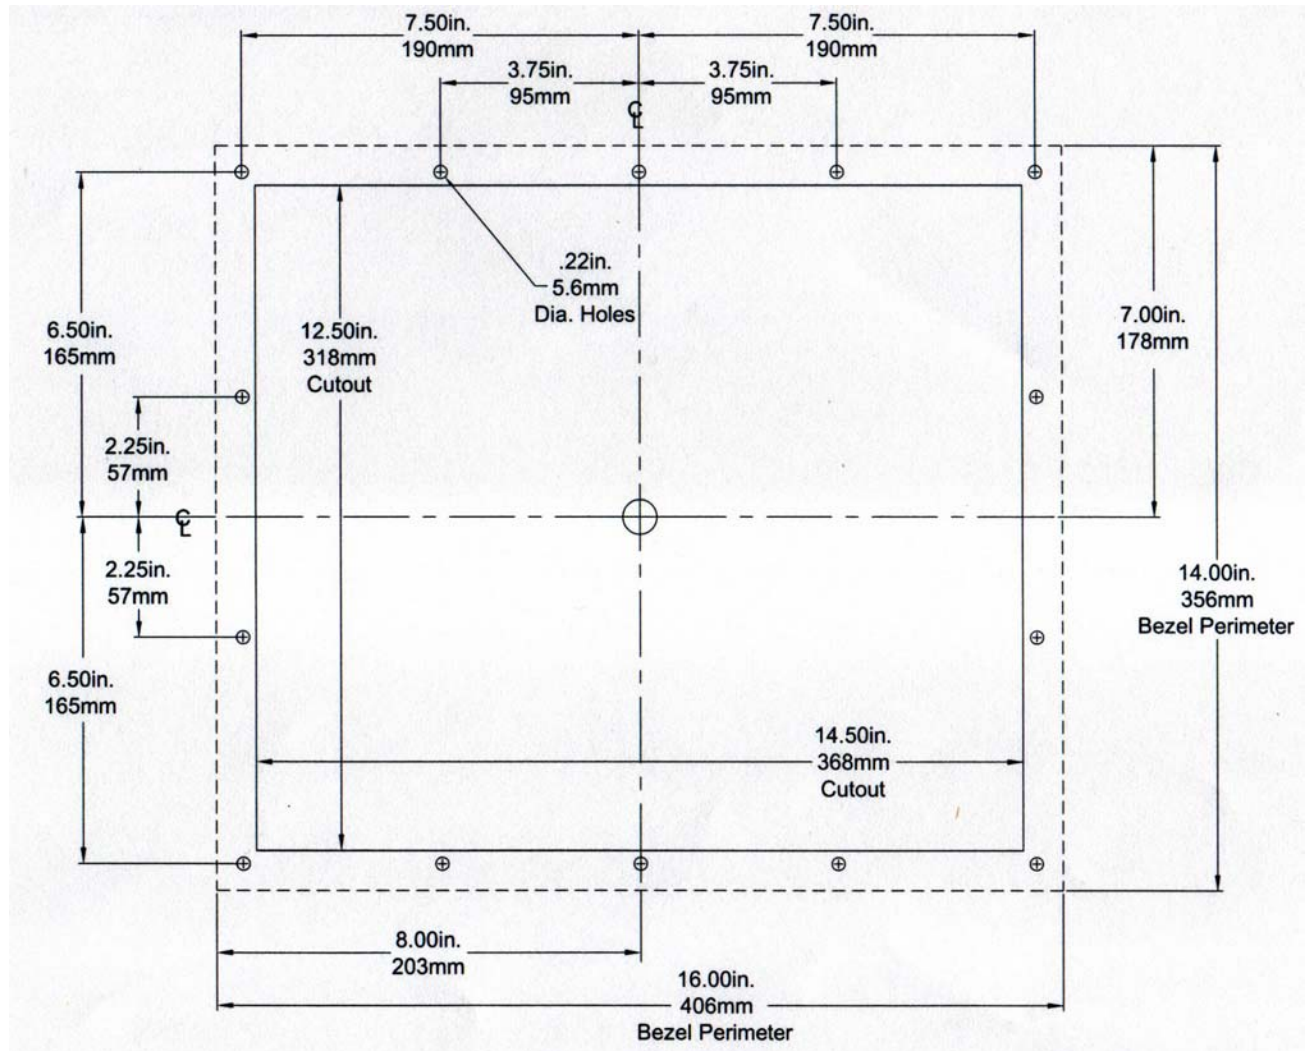 7.50in.
190mm
7.50in.
190mm
3.75in.
95mm
3.75in.
95mm
CL
.22in.
5.6mm
Dia. Holes
6.50in.
165mm
12.50in.
318mm
Cutout
7.00in.
178mm
2.25in.
57mm
CL
2.25in.
57mm
14.00in.
356mm
Bezel Perimeter
6.50in.
165mm
14.50in.
368mm
Cutout
8.00in.
203mm
16.00in.
406mm
Bezel Perimeter